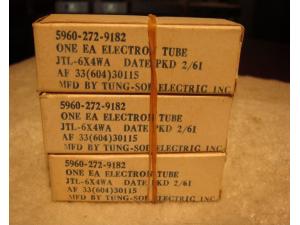 5960-272-9182
ONE EA ELECTRON TUBE
JTL-6X4WA DATE PKD 2/61
AF 33(604)30115
MFD BY TUNG-SOL ELECTRIC INC
5960-272-9182
ONE EA ELECTRON TUBE
JTL-6X4WA DATE PKD 2/61
AF 33(604)30115
MFD BY TUNG-SOL ELECTRIC INC.
5960-272-9182
ONE EA ELECTRON TUBE
JTL-6X4WA DATE PKD 2/61
AF 33(604)30115
MFD BY TUNG-SOL ELECTRIC INC